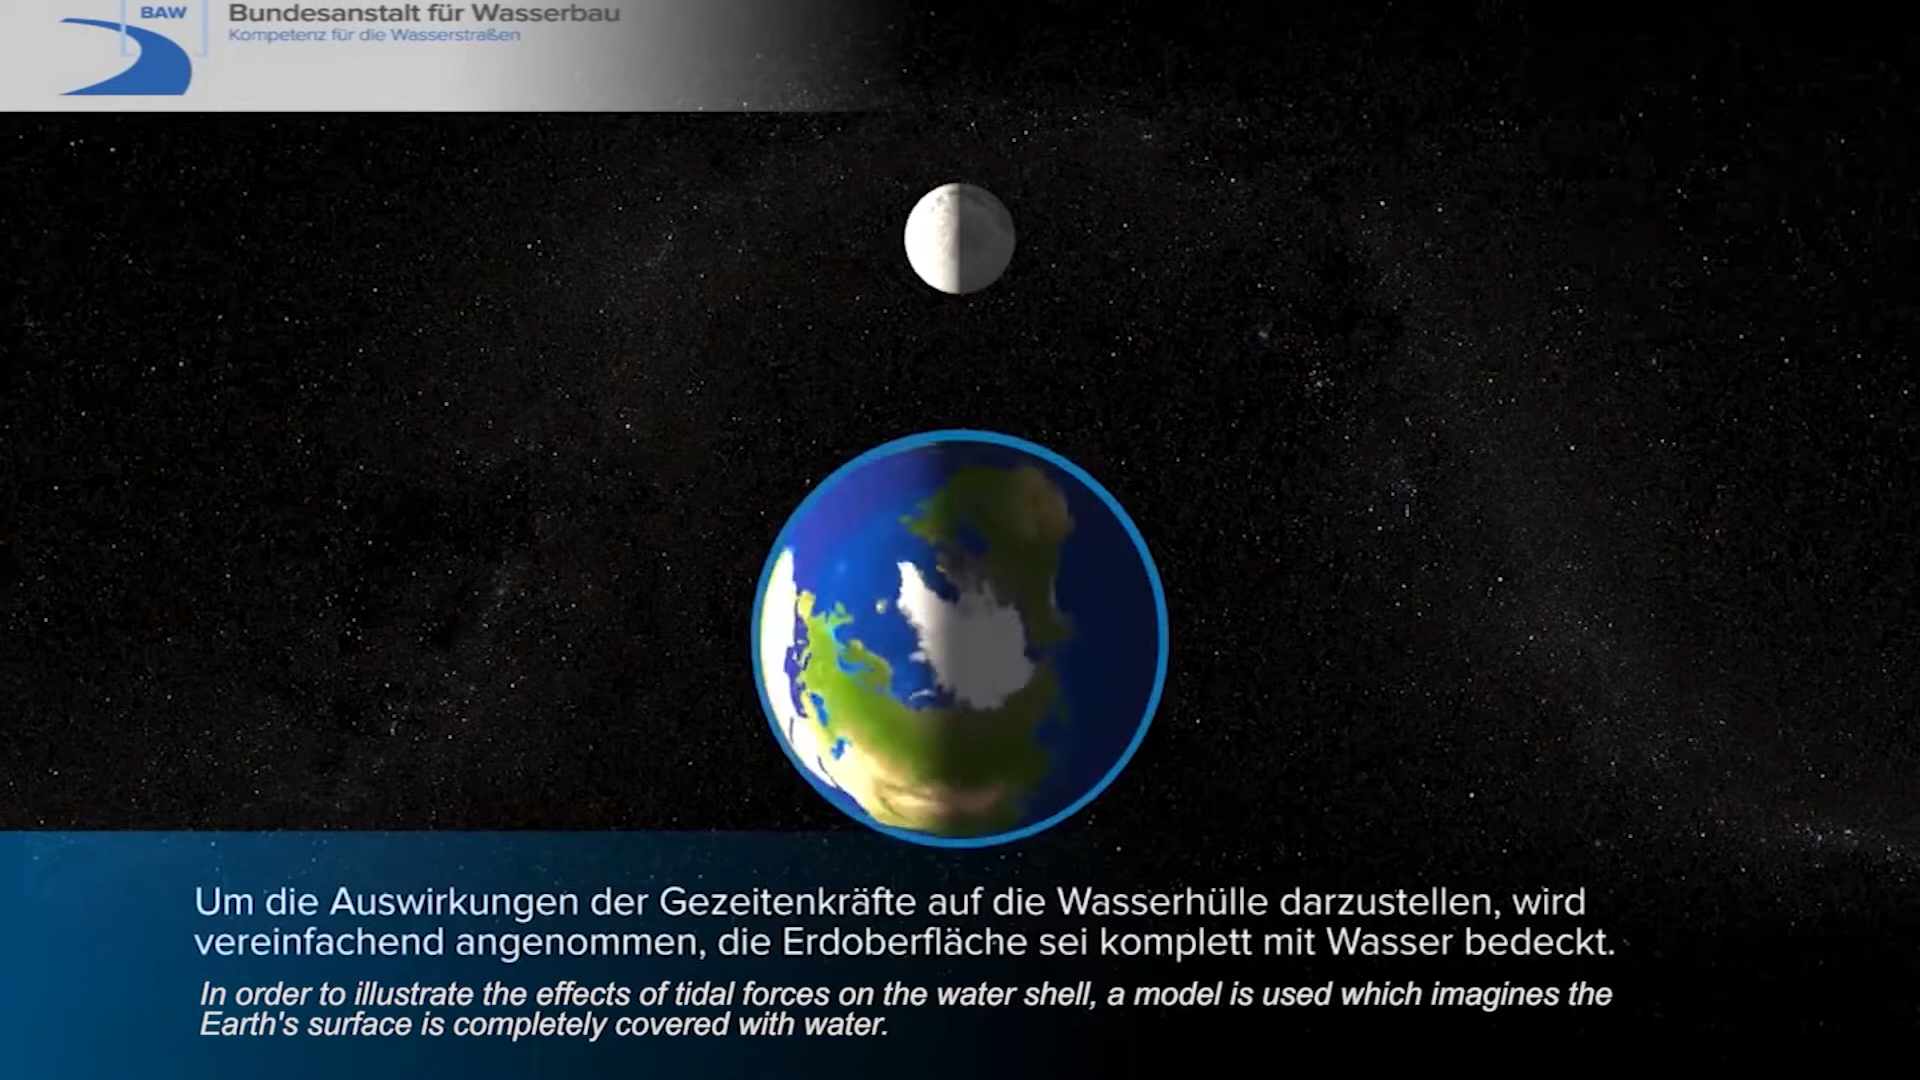 BAW
Bundesanstalt für Wasserbau
Kompetenz für die Wasserstraßen
Um die Auswirkungen der Gezeitenkräfte auf die Wasserhülle darzustellen, wird
vereinfachend angenommen, die Erdoberfläche sei komplett mit Wasser bedeckt.
In order to illustrate the effects of tidal forces on the water shell, a model is used which imagines the
Earth's surface is completely covered with water.